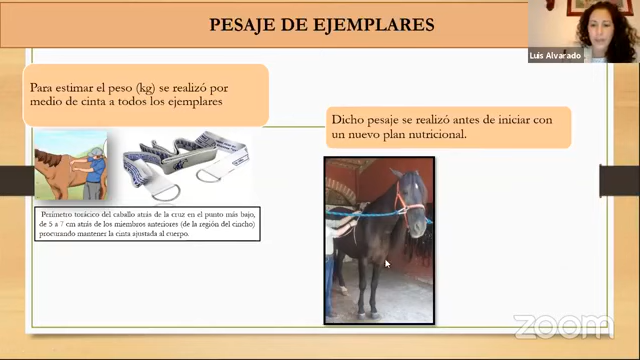 PESAJE DE EJEMPLARES
Luis Alvarado
Para estimar el peso (kg) se realizó por
medio de cinta a todos los ejemplares
Dicho pesaje se realizó antes de iniciar con
un nuevo plan nutricional.
Perímetro torácico del caballo atrás de la cruz en el punto más bajo,
de 5 a 7 cm atrás de los miembros anteriores (de la región del cincho)
procurando mantener la cinta ajustada al cuerpo.
zoom